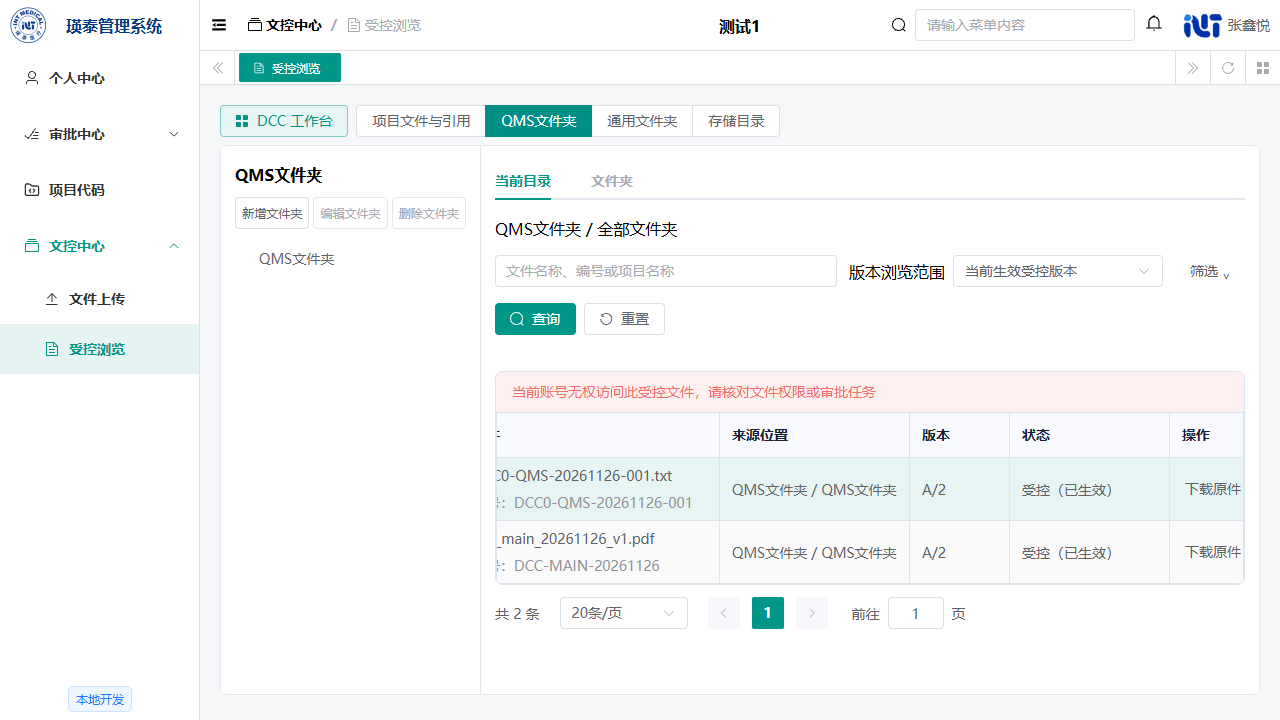 瑛泰管理系统
文控中心 / 受控浏览
测试1
请输入菜单内容
张鑫悦
个人中心
审批中心
项目代码
文控中心
文件上传
受控浏览
本地开发
受控浏览
DCC 工作台
项目文件与引用
QMS文件夹
通用文件夹
存储目录
QMS文件夹
新增文件夹
编辑文件夹
删除文件夹
QMS文件夹
当前目录
文件夹
QMS文件夹 / 全部文件夹
文件名称、编号或项目名称
版本浏览范围
当前生效受控版本
筛选
查询
重置
当前账号无权访问此受控文件，请核对文件权限或审批任务
来源位置 版本 状态 操作
C0-QMS-20261126-001.txt
DCC0-QMS-20261126-001
QMS文件夹 / QMS文件夹 A/2 受控（已生效） 下载原件
_main_20261126_v1.pdf
DCC-MAIN-20261126
QMS文件夹 / QMS文件夹 A/2 受控（已生效） 下载原件
共 2 条 20条/页 1 前往 1 页